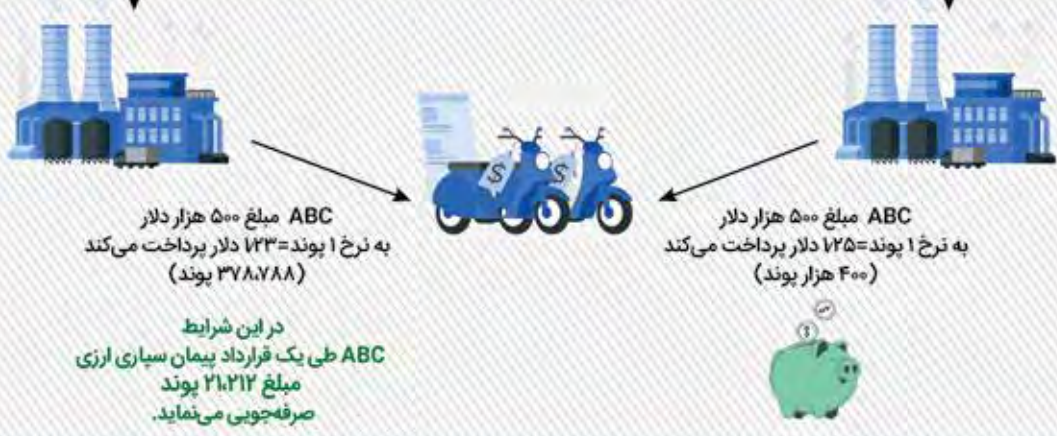 ABC مبلغ ۵۰۰ هزار دلار
به نرخ ۱ پوند=۱/۲۵ دلار پرداخت می‌کند
(۴۰۰ هزار پوند)
ABC مبلغ ۵۰۰ هزار دلار
به نرخ ۱ پوند=۱/۲۳ دلار پرداخت می‌کند
(۳۷۸،۷۸۸ پوند)
در این شرایط
ABC طی یک قرارداد پیمان سپاری ارزی
مبلغ ۲۱،۲۱۲ پوند
صرفه‌جویی می‌نماید.
$
$
$